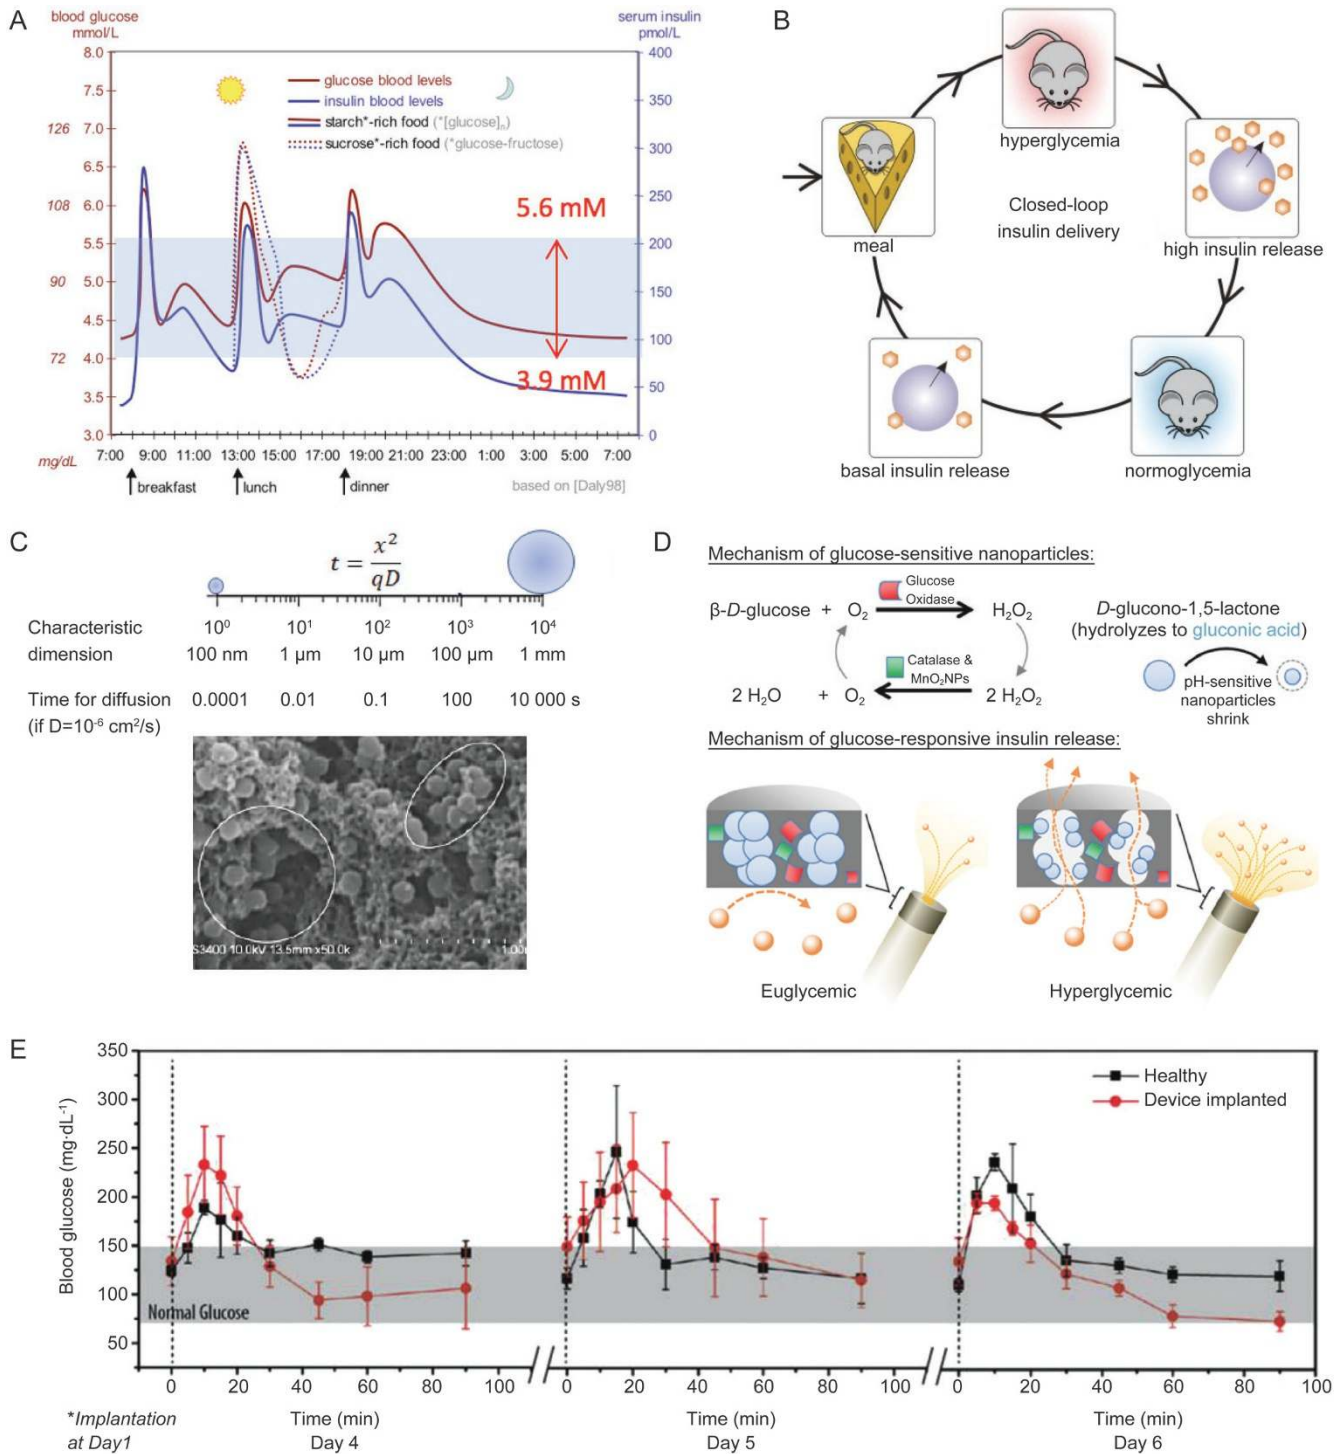 A
blood glucose
mmol/L
serum insulin
pmol/L
8.0
7.5
126 7.0
6.5
108 6.0
5.5
90 5.0
4.5
72 4.0
3.5
3.0
mg/dL
400
350
300
250
200
150
100
50
0
glucose blood levels
insulin blood levels
starch*-rich food (*[glucose]n)
sucrose*-rich food (*glucose-fructose)
5.6 mM
3.9 mM
7:00 9:00 11:00 13:00 15:00 17:00 19:00 21:00 23:00 1:00 3:00 5:00 7:00
breakfast lunch dinner based on [Daly98]
B
hyperglycemia
meal
Closed-loop
insulin delivery
high insulin release
basal insulin release
normoglycemia
C
t = x²/qD
Characteristic 10⁰ 10¹ 10² 10³ 10⁴
dimension 100 nm 1 µm 10 µm 100 µm 1 mm
Time for diffusion 0.0001 0.01 0.1 100 10 000 s
(if D=10⁻⁶ cm²/s)
S3400 10.0kV 13.5mm x50.0k 1.00
D
Mechanism of glucose-sensitive nanoparticles:
Glucose
Oxidase
β-D-glucose + O₂ H₂O₂
Catalase &
MnO₂NPs
2 H₂O + O₂ 2 H₂O₂
D-glucono-1,5-lactone
(hydrolyzes to gluconic acid)
pH-sensitive
nanoparticles
shrink
Mechanism of glucose-responsive insulin release:
Euglycemic
Hyperglycemic
E
Blood glucose (mg·dL⁻¹)
350
300
250
200
150
100
50
Healthy
Device implanted
Normal Glucose
0 20 40 60 80 100 0 20 40 60 80 100 0 20 40 60 80 100
*Implantation
at Day1
Time (min)
Day 4
Time (min)
Day 5
Time (min)
Day 6